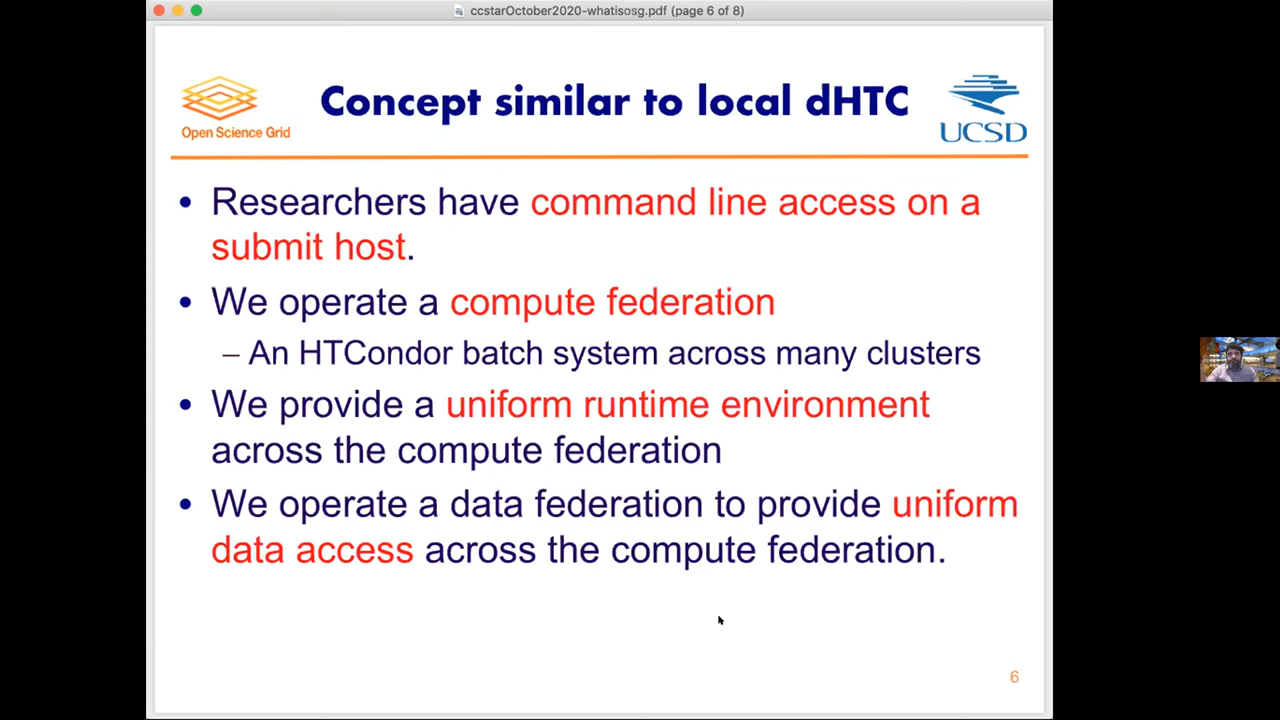 ccstarOctober2020-whatisosg.pdf (page 6 of 8)
Open Science Grid
Concept similar to local dHTC
UCSD
• Researchers have command line access on a
submit host.
• We operate a compute federation
– An HTCondor batch system across many clusters
• We provide a uniform runtime environment
across the compute federation
• We operate a data federation to provide uniform
data access across the compute federation.
6